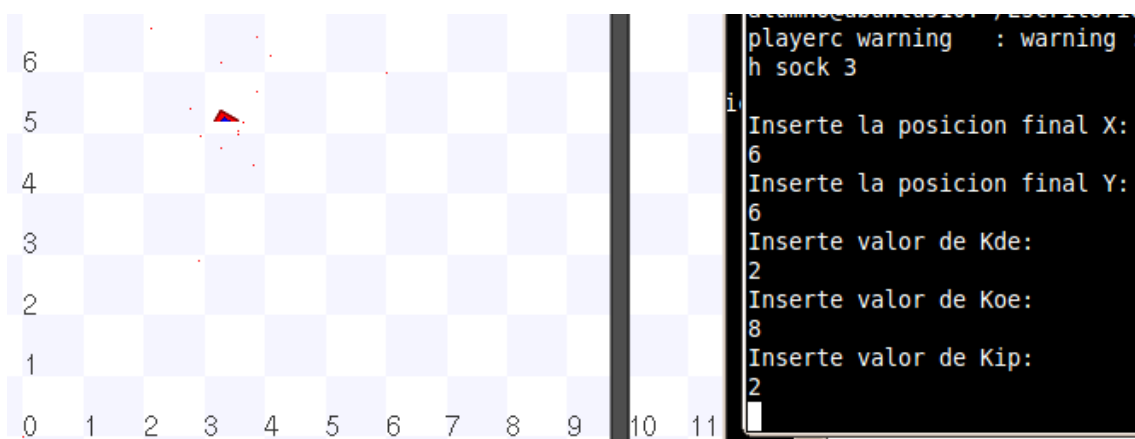 6
5
4
3
2
1
0 1 2 3 4 5 6 7 8 9 10 11
playerc warning : warning :
h sock 3
Inserte la posicion final X:
6
Inserte la posicion final Y:
6
Inserte valor de Kde:
2
Inserte valor de Koe:
8
Inserte valor de Kip:
2